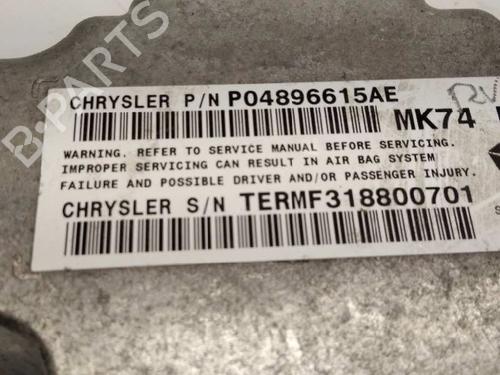 B-PARTS
CHRYSLER P/N P04896615AE
MK74
WARNING. REFER TO SERVICE MANUAL BEFORE SERVICING.
IMPROPER SERVICING CAN RESULT IN AIR BAG SYSTEM
FAILURE AND POSSIBLE DRIVER AND/OR PASSENGER INJURY.
CHRYSLER S/N TERMF318800701